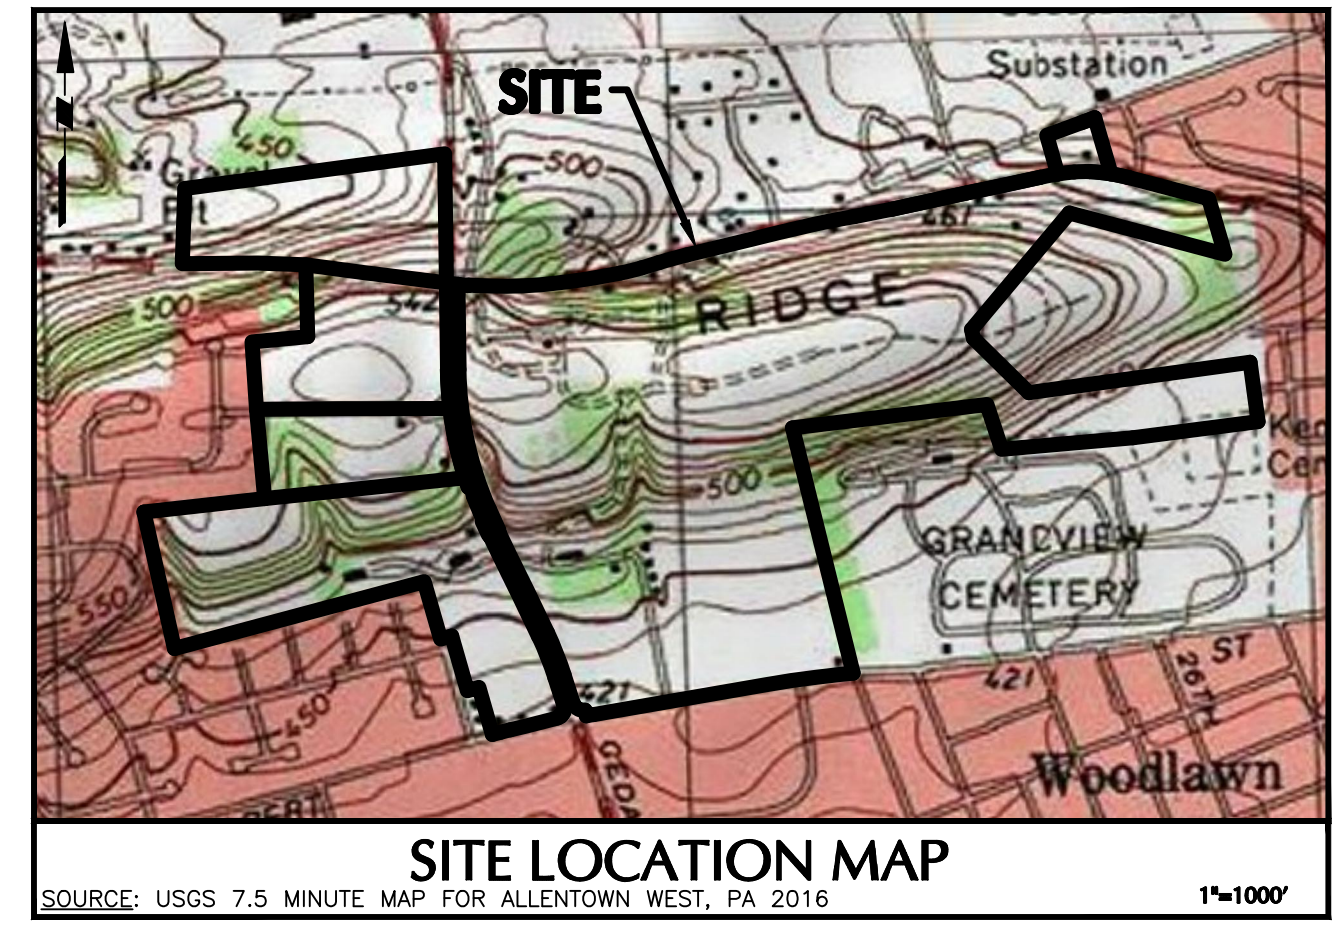 Substation
SITE
450
500
Gravel
Pit
461
RIDGE
542
500
500
GRANDVIEW
CEMETERY
550
ST
26TH
421
421
450
Woodlawn
SITE LOCATION MAP
SOURCE: USGS 7.5 MINUTE MAP FOR ALLENTOWN WEST, PA 2016
1"=1000'